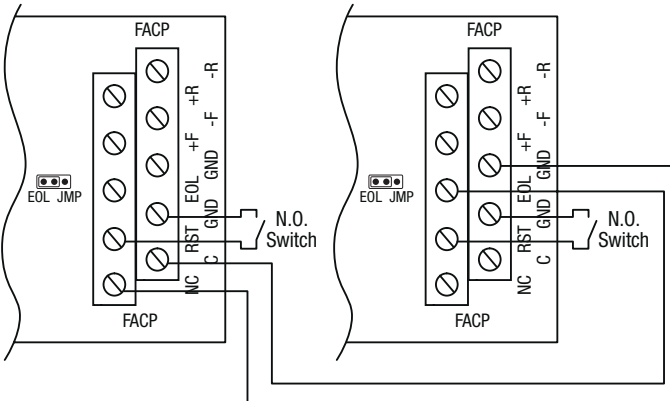 FACP
-R
+R
-F
+F
GND
EOL
GND
RST
C
NC
EOL JMP
N.O.
Switch
FACP
FACP
-R
+R
-F
+F
GND
EOL
GND
RST
C
NC
EOL JMP
N.O.
Switch
FACP